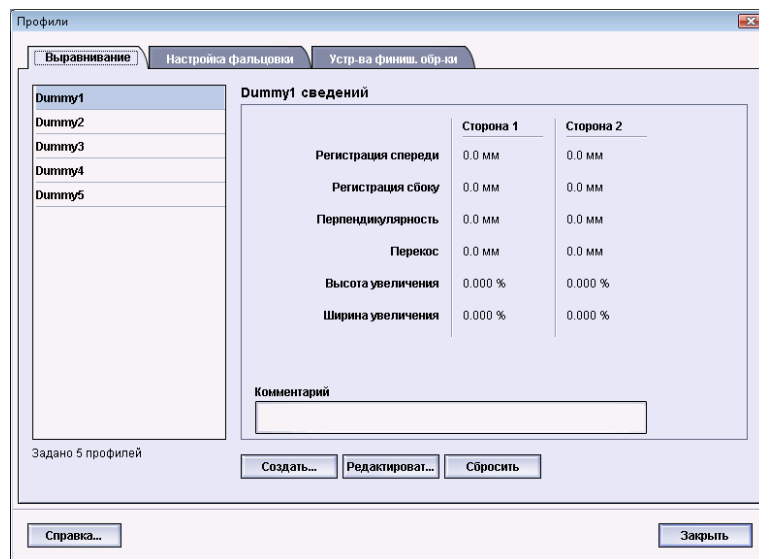 Профили
Выравнивание
Настройка фальцовки
Устр-ва финиш. обр-ки
Dummy1
Dummy2
Dummy3
Dummy4
Dummy5
Задано 5 профилей
Dummy1 сведений
Сторона 1 Сторона 2
Регистрация спереди 0.0 мм 0.0 мм
Регистрация сбоку 0.0 мм 0.0 мм
Перпендикулярность 0.0 мм 0.0 мм
Перекос 0.0 мм 0.0 мм
Высота увеличения 0.000 % 0.000 %
Ширина увеличения 0.000 % 0.000 %
Комментарий
Создать... Редактироват... Сбросить
Справка... Закрыть